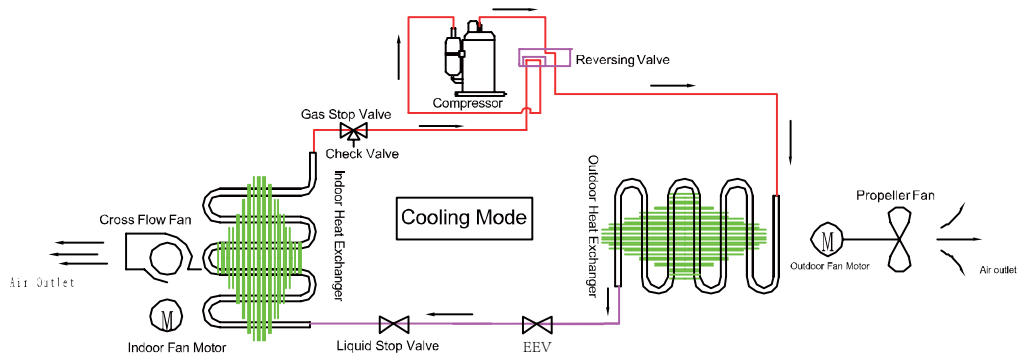 Reversing Valve
Compressor
Gas Stop Valve
Check Valve
Indoor Heat Exchanger
Outdoor Heat Exchanger
Cooling Mode
Cross Flow Fan
Air Outlet
M
Indoor Fan Motor
Liquid Stop Valve
EEV
Propeller Fan
M
Outdoor Fan Motor
Air outlet